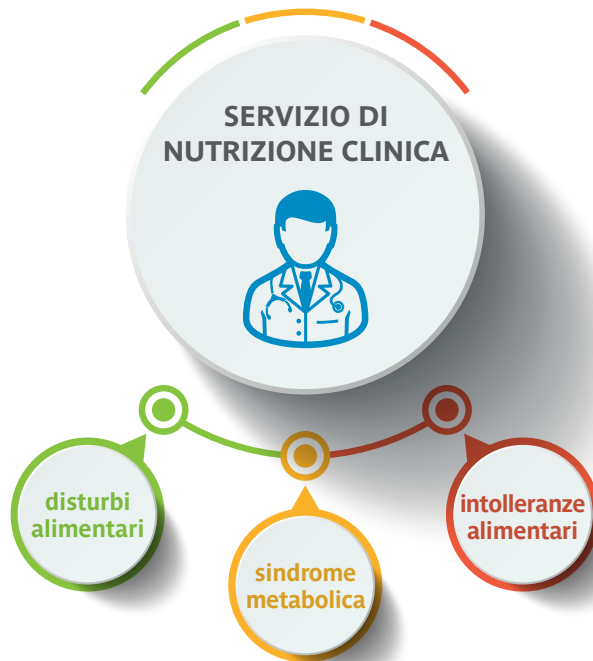 SERVIZIO DI
NUTRIZIONE CLINICA
disturbi
alimentari
sindrome
metabolica
intolleranze
alimentari